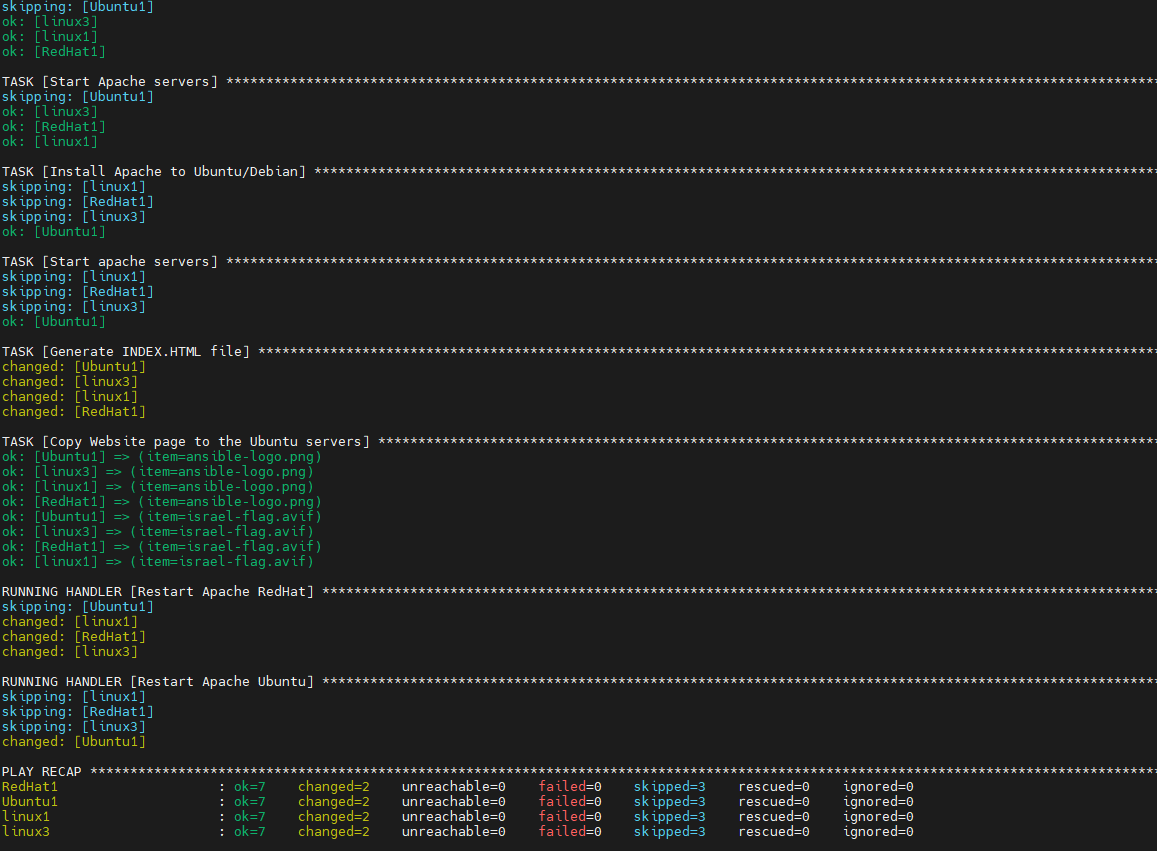 skipping: [Ubuntu1]
ok: [linux3]
ok: [linux1]
ok: [RedHat1]
TASK [Start Apache servers] ********************************************************************************************************************
skipping: [Ubuntu1]
ok: [linux3]
ok: [RedHat1]
ok: [linux1]
TASK [Install Apache to Ubuntu/Debian] *********************************************************************************************************
skipping: [linux1]
skipping: [RedHat1]
skipping: [linux3]
ok: [Ubuntu1]
TASK [Start apache servers] ********************************************************************************************************************
skipping: [linux1]
skipping: [RedHat1]
skipping: [linux3]
ok: [Ubuntu1]
TASK [Generate INDEX.HTML file] ****************************************************************************************************************
changed: [Ubuntu1]
changed: [linux3]
changed: [linux1]
changed: [RedHat1]
TASK [Copy Website page to the Ubuntu servers] *************************************************************************************************
ok: [Ubuntu1] => (item=ansible-logo.png)
ok: [linux3] => (item=ansible-logo.png)
ok: [linux1] => (item=ansible-logo.png)
ok: [RedHat1] => (item=ansible-logo.png)
ok: [Ubuntu1] => (item=israel-flag.avif)
ok: [linux3] => (item=israel-flag.avif)
ok: [RedHat1] => (item=israel-flag.avif)
ok: [linux1] => (item=israel-flag.avif)
RUNNING HANDLER [Restart Apache RedHat] ********************************************************************************************************
skipping: [Ubuntu1]
changed: [linux1]
changed: [RedHat1]
changed: [linux3]
RUNNING HANDLER [Restart Apache Ubuntu] ********************************************************************************************************
skipping: [linux1]
skipping: [RedHat1]
skipping: [linux3]
changed: [Ubuntu1]
PLAY RECAP *************************************************************************************************************************************
RedHat1 : ok=7 changed=2 unreachable=0 failed=0 skipped=3 rescued=0 ignored=0
Ubuntu1 : ok=7 changed=2 unreachable=0 failed=0 skipped=3 rescued=0 ignored=0
linux1 : ok=7 changed=2 unreachable=0 failed=0 skipped=3 rescued=0 ignored=0
linux3 : ok=7 changed=2 unreachable=0 failed=0 skipped=3 rescued=0 ignored=0